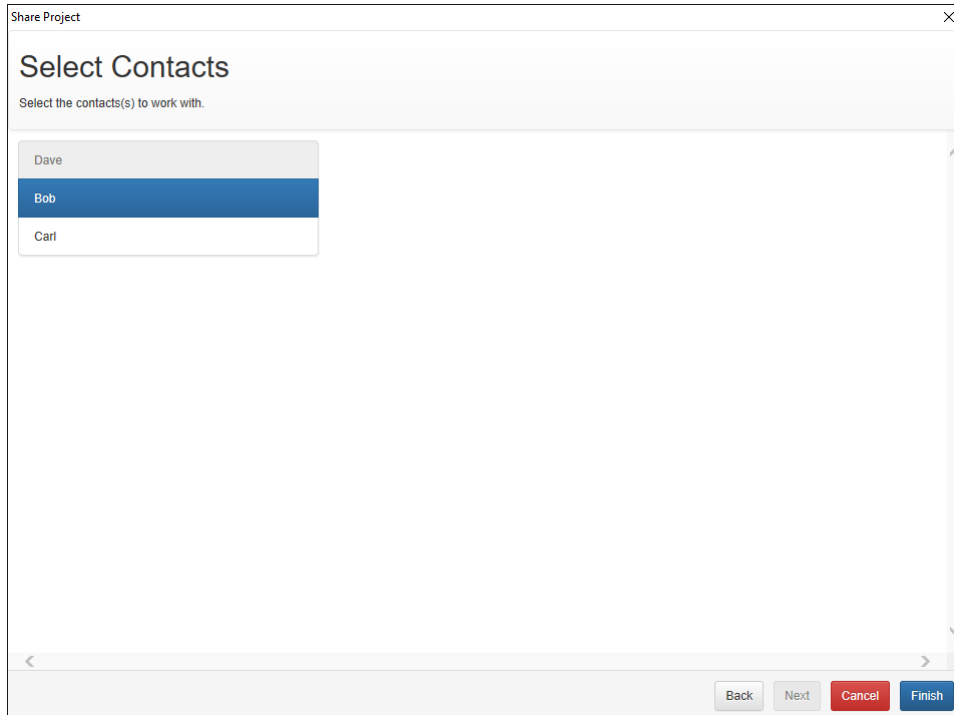 Share Project
Select Contacts
Select the contacts(s) to work with.
Dave
Bob
Carl
Back Next Cancel Finish